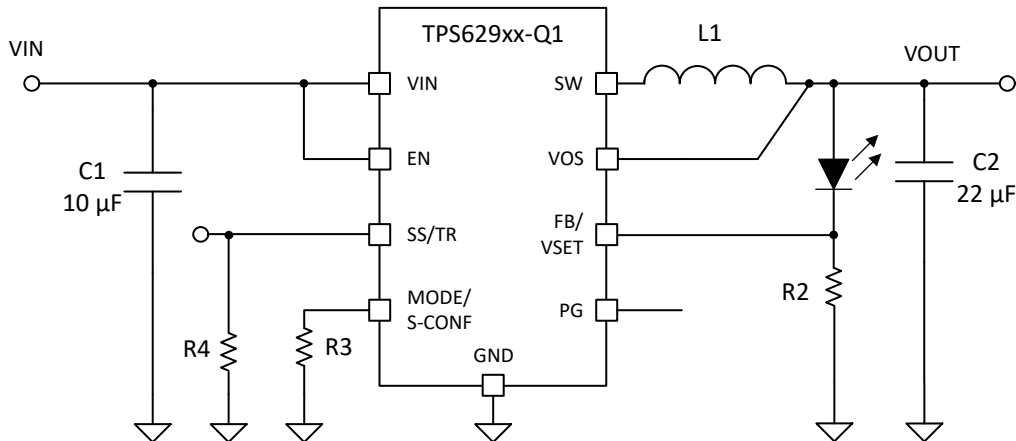 TPS629xx-Q1
VIN
L1
VOUT
VIN
SW
EN
VOS
C1
10 µF
C2
22 µF
SS/TR
FB/
VSET
R2
MODE/
S-CONF
PG
R4
R3
GND